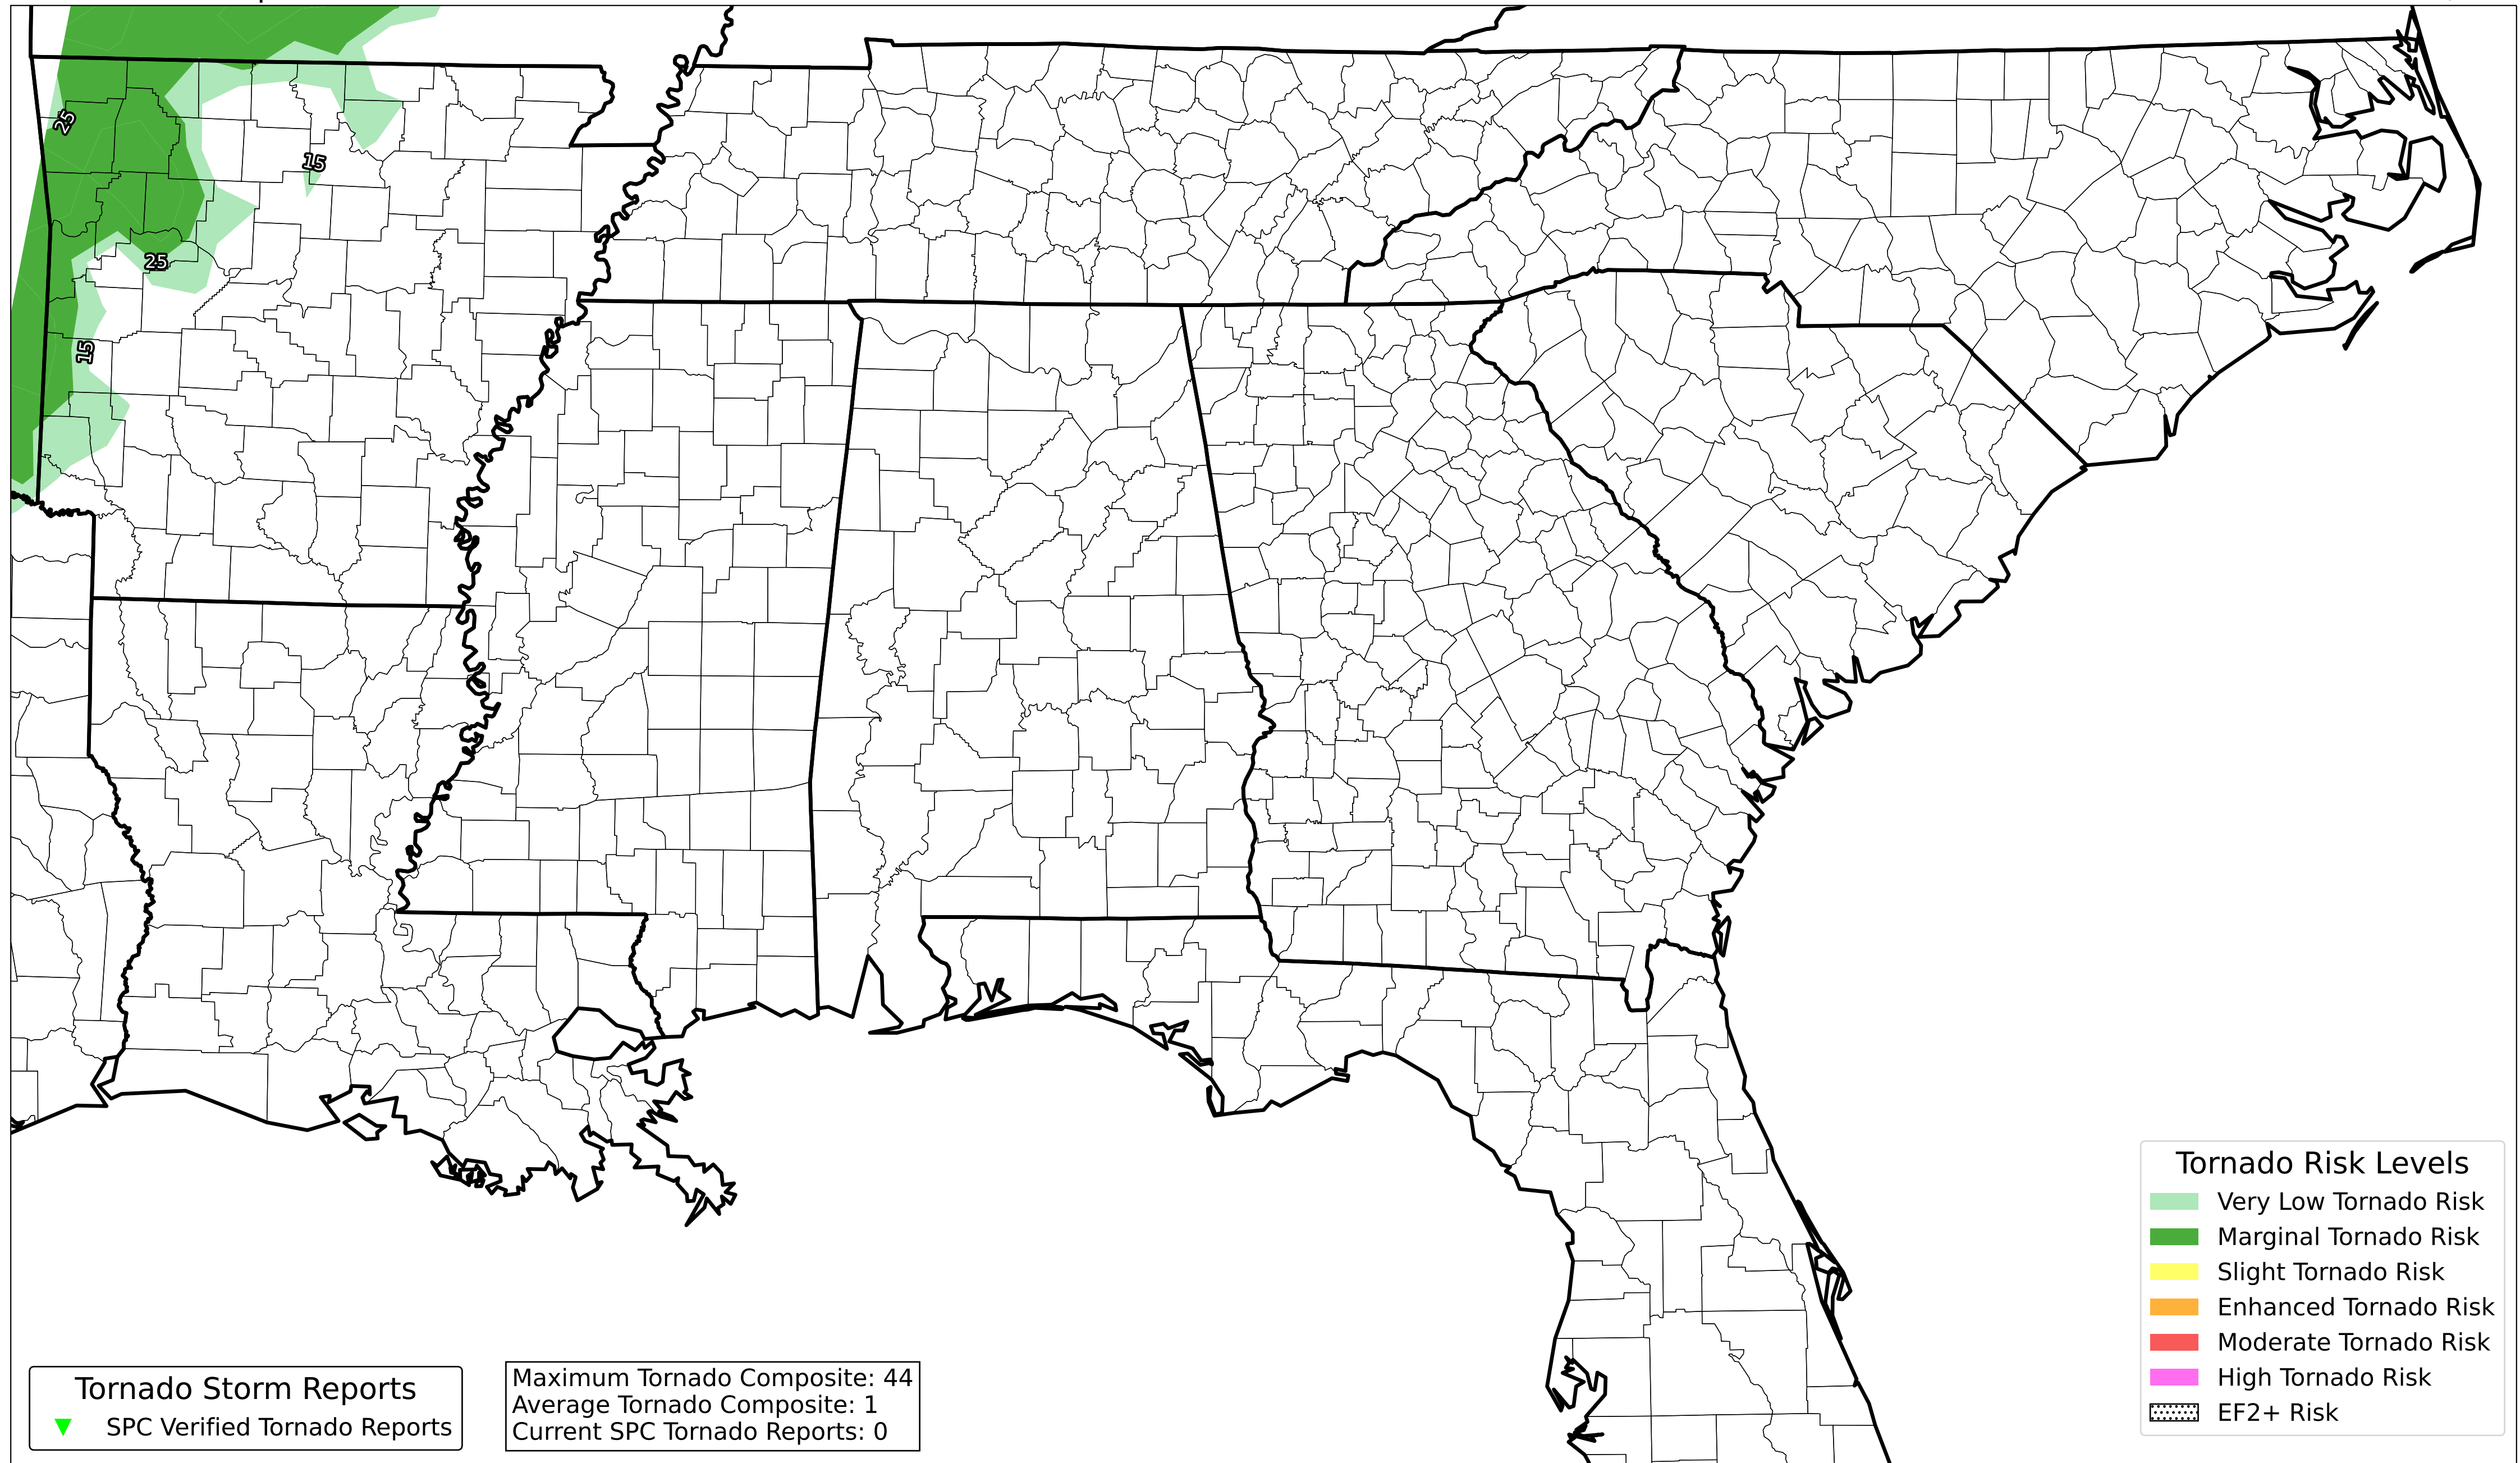 25
15
25
15
Tornado Risk Levels
Very Low Tornado Risk
Marginal Tornado Risk
Slight Tornado Risk
Enhanced Tornado Risk
Moderate Tornado Risk
High Tornado Risk
EF2+ Risk
Tornado Storm Reports
SPC Verified Tornado Reports
Maximum Tornado Composite: 44
Average Tornado Composite: 1
Current SPC Tornado Reports: 0